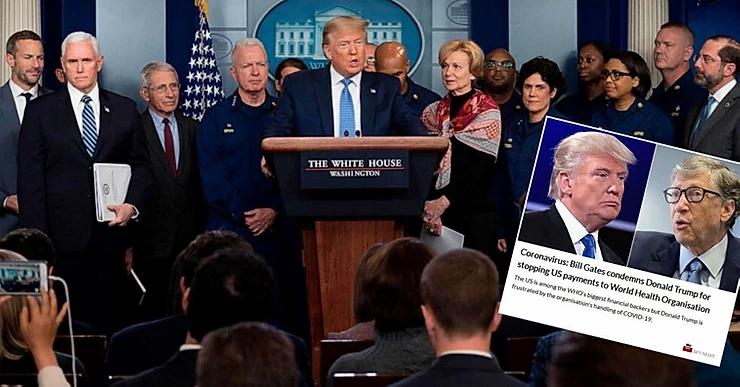 THE WHITE HOUSE
WASHINGTON
Coronavirus: Bill Gates condemns Donald Trump for
stopping US payments to World Health Organisation
The US is among the WHO's biggest financial backers but Donald Trump is
frustrated by the organisation's handling of COVID-19.
SKY NEWS